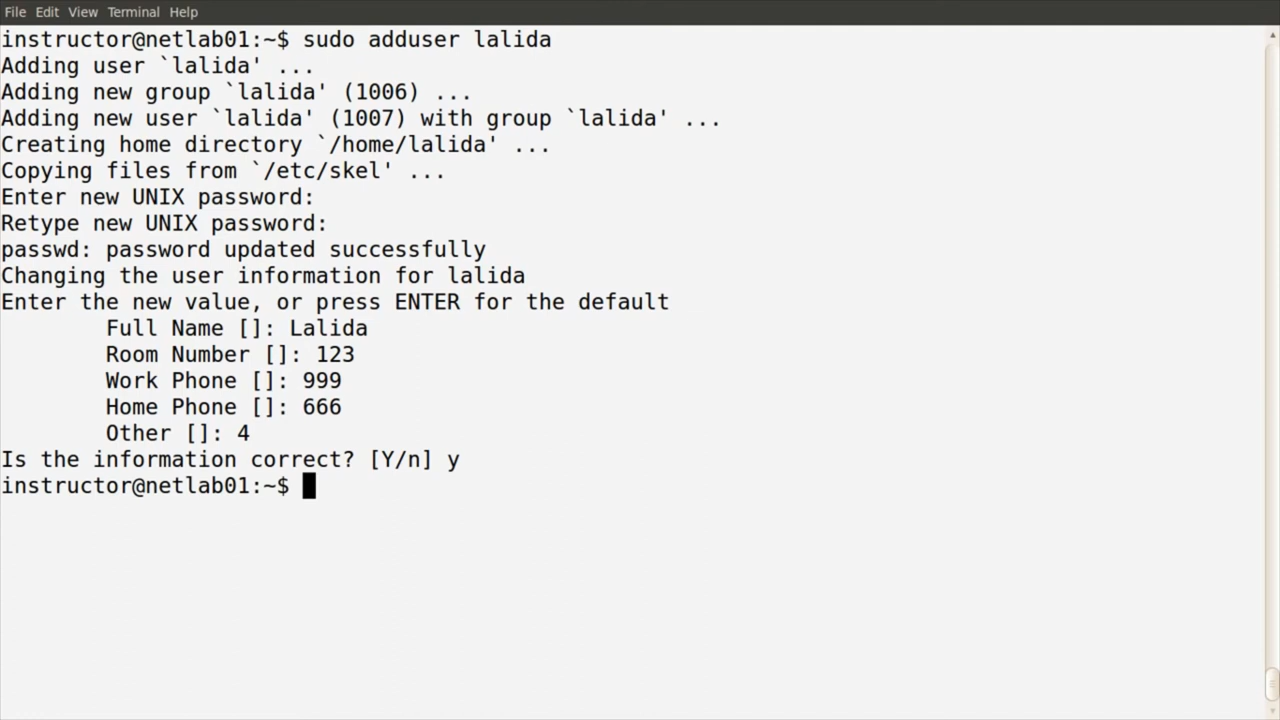 File Edit View Terminal Help
instructor@netlab01:~$ sudo adduser lalida
Adding user `lalida' ...
Adding new group `lalida' (1006) ...
Adding new user `lalida' (1007) with group `lalida' ...
Creating home directory `/home/lalida' ...
Copying files from `/etc/skel' ...
Enter new UNIX password:
Retype new UNIX password:
passwd: password updated successfully
Changing the user information for lalida
Enter the new value, or press ENTER for the default
Full Name []: Lalida
Room Number []: 123
Work Phone []: 999
Home Phone []: 666
Other []: 4
Is the information correct? [Y/n] y
instructor@netlab01:~$